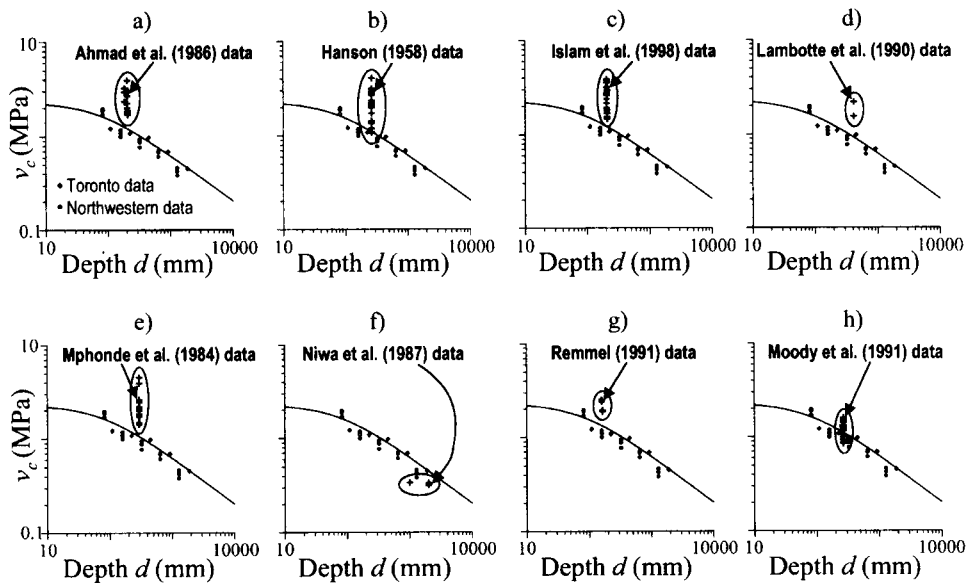 a) b) c) d)
10
Ahmad et al. (1986) data
Hanson (1958) data
Islam et al. (1998) data
Lambotte et al. (1990) data
v_c (MPa)
• Toronto data
• Northwestern data
0.1
10 10000 10 10000 10 10000 10 10000
Depth d (mm) Depth d (mm) Depth d (mm) Depth d (mm)
e) f) g) h)
10
Mphonde et al. (1984) data
Niwa et al. (1987) data
Remmel (1991) data
Moody et al. (1991) data
v_c (MPa)
0.1
10 10000 10 10000 10 10000 10 10000
Depth d (mm) Depth d (mm) Depth d (mm) Depth d (mm)